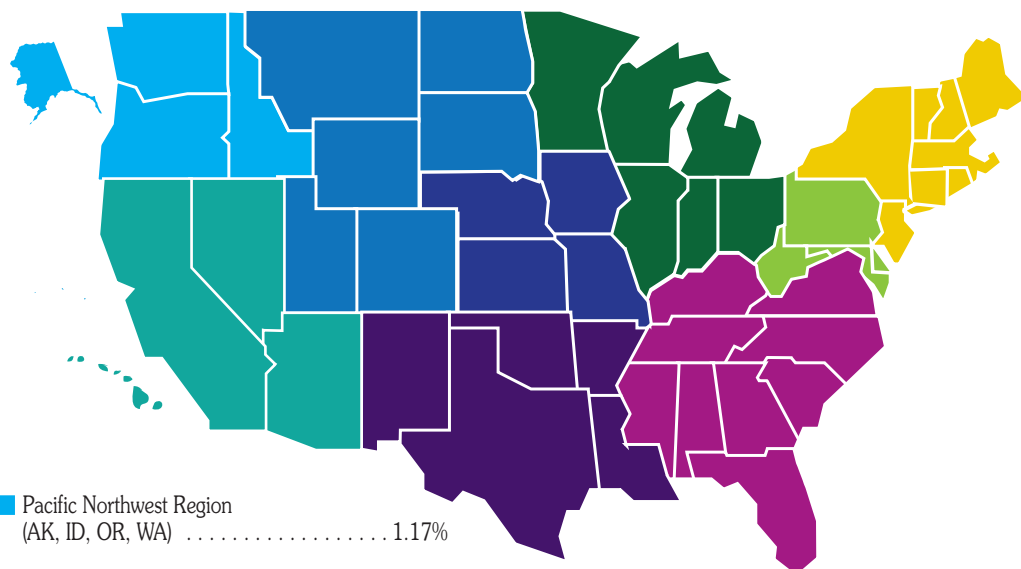 Pacific Northwest Region
(AK, ID, OR, WA) . . . . . . . . . . . . . . . . . . 1.17%